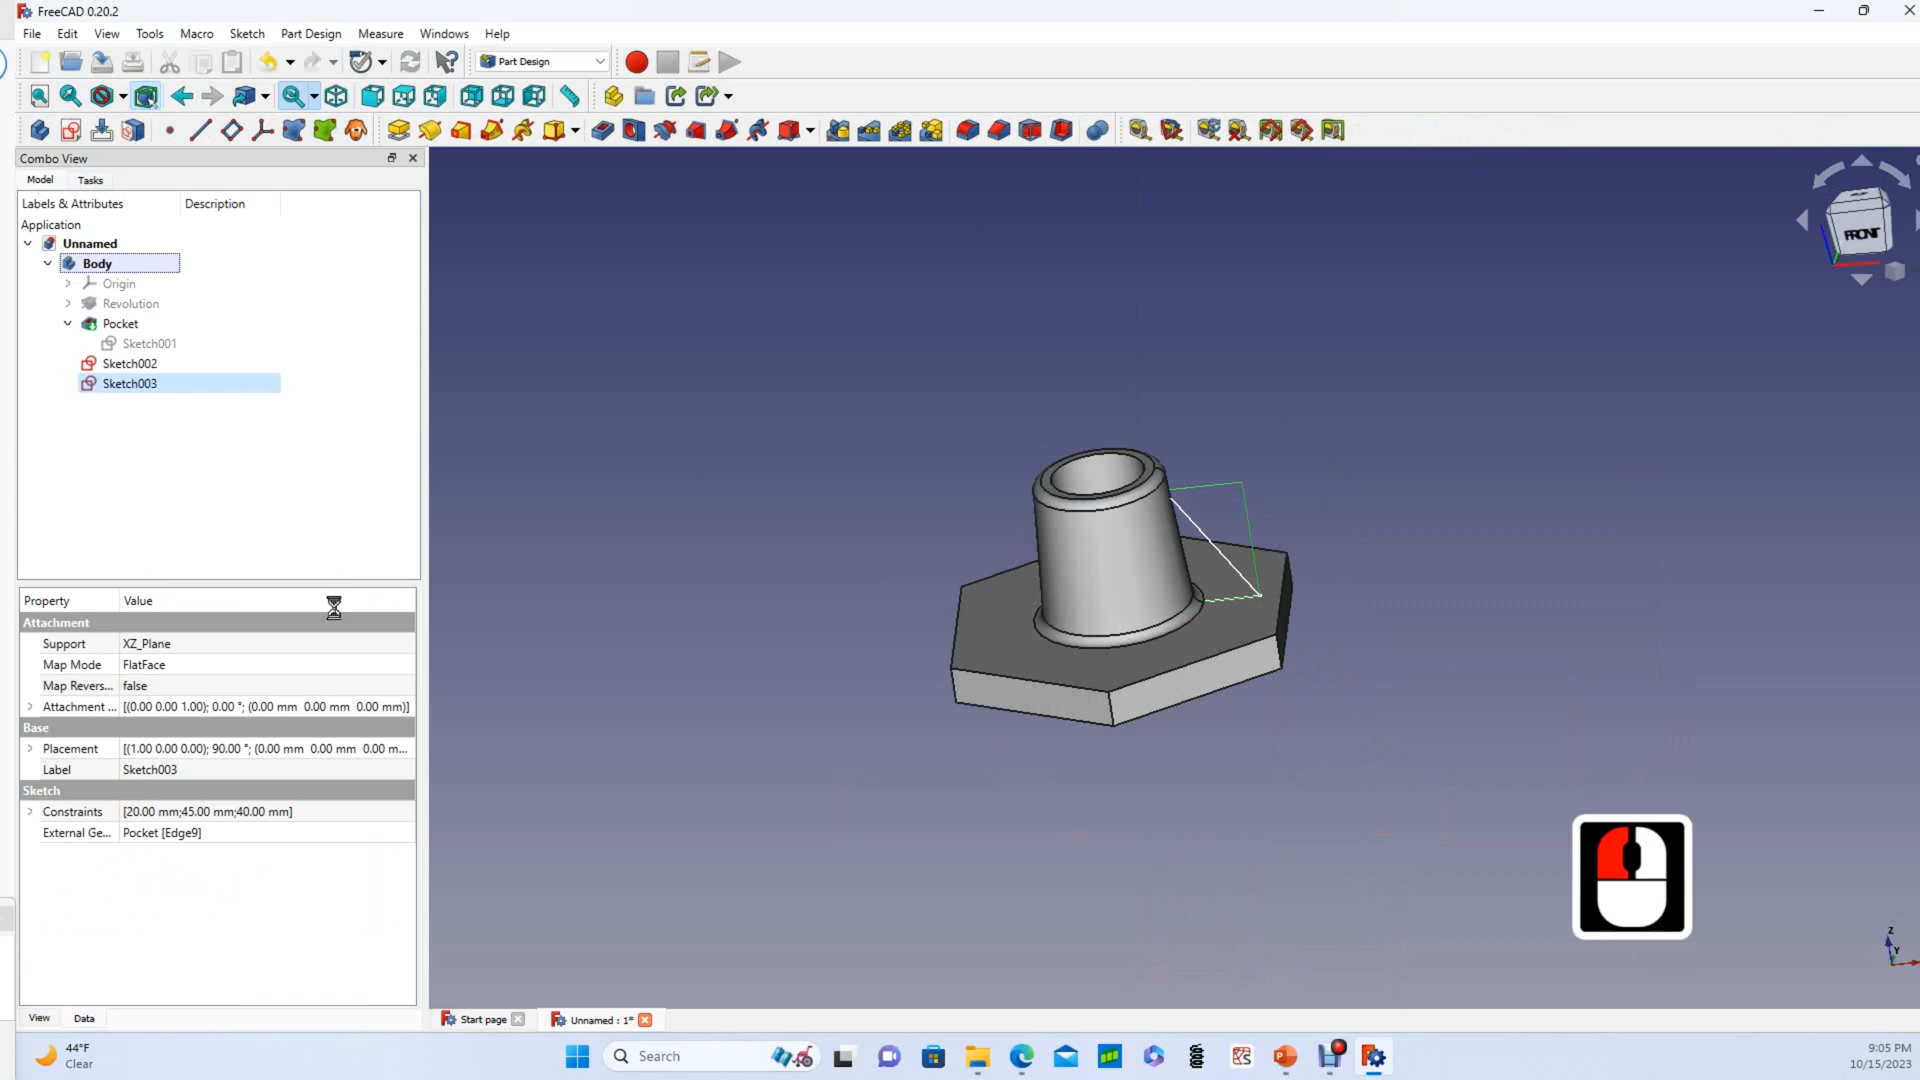 FreeCAD 0.20.2
File Edit View Tools Macro Sketch Part Design Measure Windows Help
Part Design
Combo View
Model Tasks
Labels & Attributes Description
Application
Unnamed
Body
Origin
Revolution
Pocket
Sketch001
Sketch002
Sketch003
FRONT
Property Value
Attachment
Support XZ_Plane
Map Mode FlatFace
Map Revers... false
Attachment ... [(0.00 0.00 1.00); 0.00 °; (0.00 mm 0.00 mm 0.00 mm)]
Base
Placement [(1.00 0.00 0.00); 90.00 °; (0.00 mm 0.00 mm 0.00 m...
Label Sketch003
Sketch
Constraints [20.00 mm;45.00 mm;40.00 mm]
External Ge... Pocket [Edge9]
Z
Y
View Data
Start page
Unnamed : 1*
44°F
Clear
Search
9:05 PM
10/15/2023